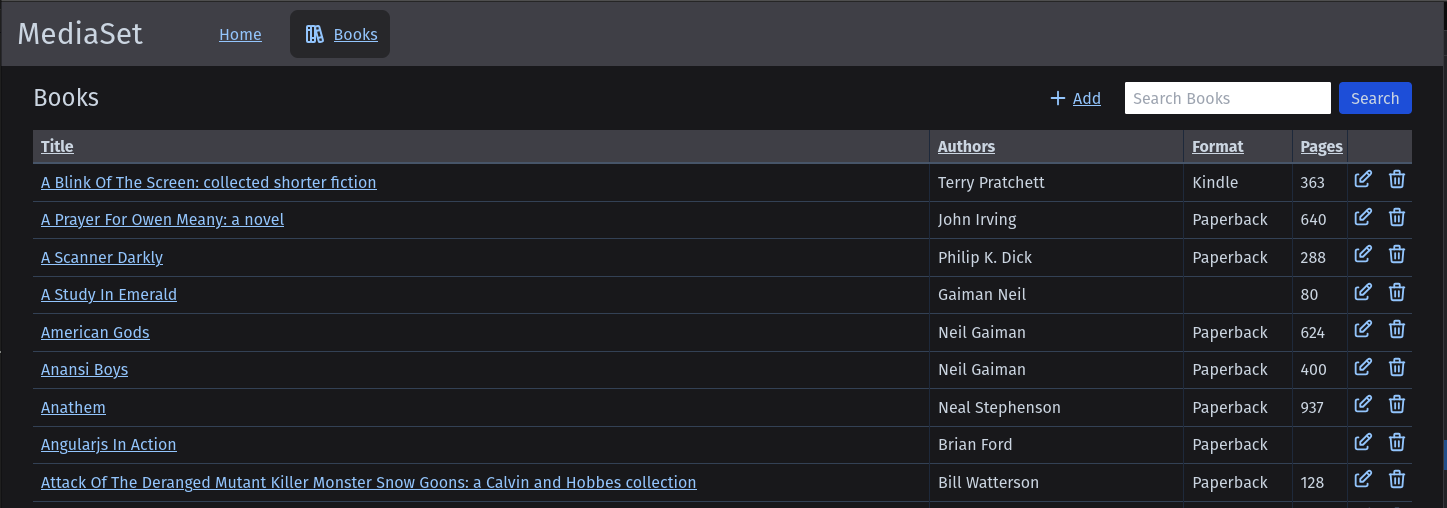 MediaSet Home Books
Books + Add Search Books Search
Title Authors Format Pages
A Blink Of The Screen: collected shorter fiction Terry Pratchett Kindle 363
A Prayer For Owen Meany: a novel John Irving Paperback 640
A Scanner Darkly Philip K. Dick Paperback 288
A Study In Emerald Gaiman Neil 80
American Gods Neil Gaiman Paperback 624
Anansi Boys Neil Gaiman Paperback 400
Anathem Neal Stephenson Paperback 937
Angularjs In Action Brian Ford Paperback
Attack Of The Deranged Mutant Killer Monster Snow Goons: a Calvin and Hobbes collection Bill Watterson Paperback 128